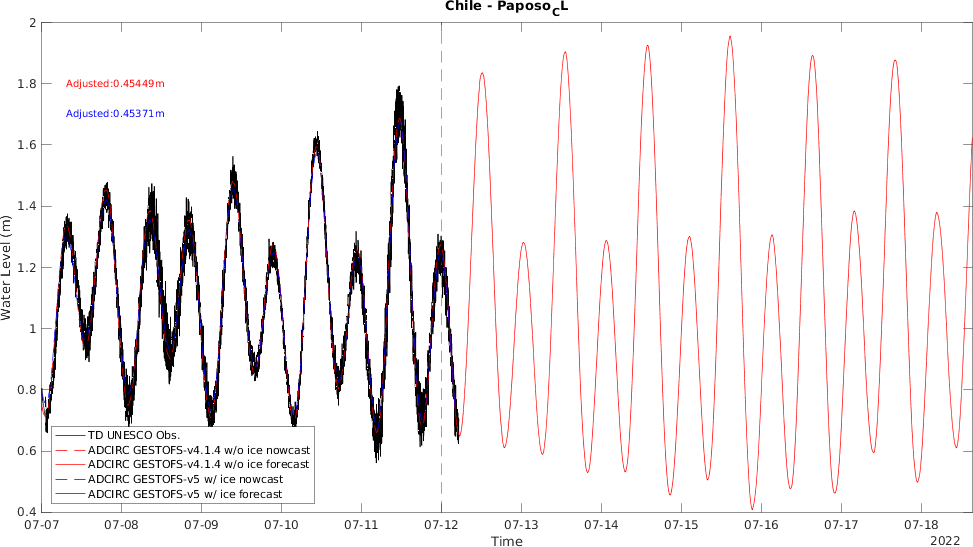 Chile - Paposo_CL
2
1.8
1.6
1.4
1.2
1
0.8
0.6
0.4
Water Level (m)
Adjusted:0.45449m
Adjusted:0.45371m
TD UNESCO Obs.
ADCIRC GESTOFS-v4.1.4 w/o ice nowcast
ADCIRC GESTOFS-v4.1.4 w/o ice forecast
ADCIRC GESTOFS-v5 w/ ice nowcast
ADCIRC GESTOFS-v5 w/ ice forecast
07-07 07-08 07-09 07-10 07-11 07-12 07-13 07-14 07-15 07-16 07-17 07-18
Time
2022